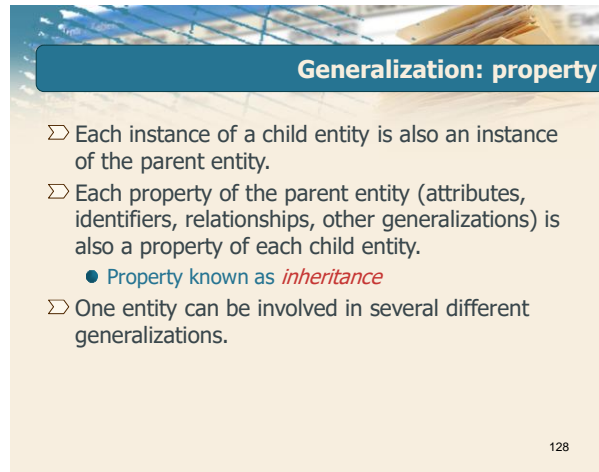 Generalization: property
Each instance of a child entity is also an instance
of the parent entity.
Each property of the parent entity (attributes,
identifiers, relationships, other generalizations) is
also a property of each child entity.
Property known as inheritance
One entity can be involved in several different
generalizations.
128